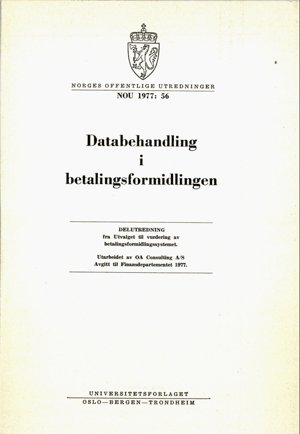 NORGES OFFENTLIGE UTREDNINGER
NOU 1977: 56
Databehandling
i
betalingsformidlingen
DELUTREDNING
fra Utvalget til vurdering av
betalingsformidlingssystemet.
Utarbeidet av OA Consulting A/S
Avgitt til Finansdepartementet 1977.
UNIVERSITETSFORLAGET
OSLO—BERGEN—TRONDHEIM